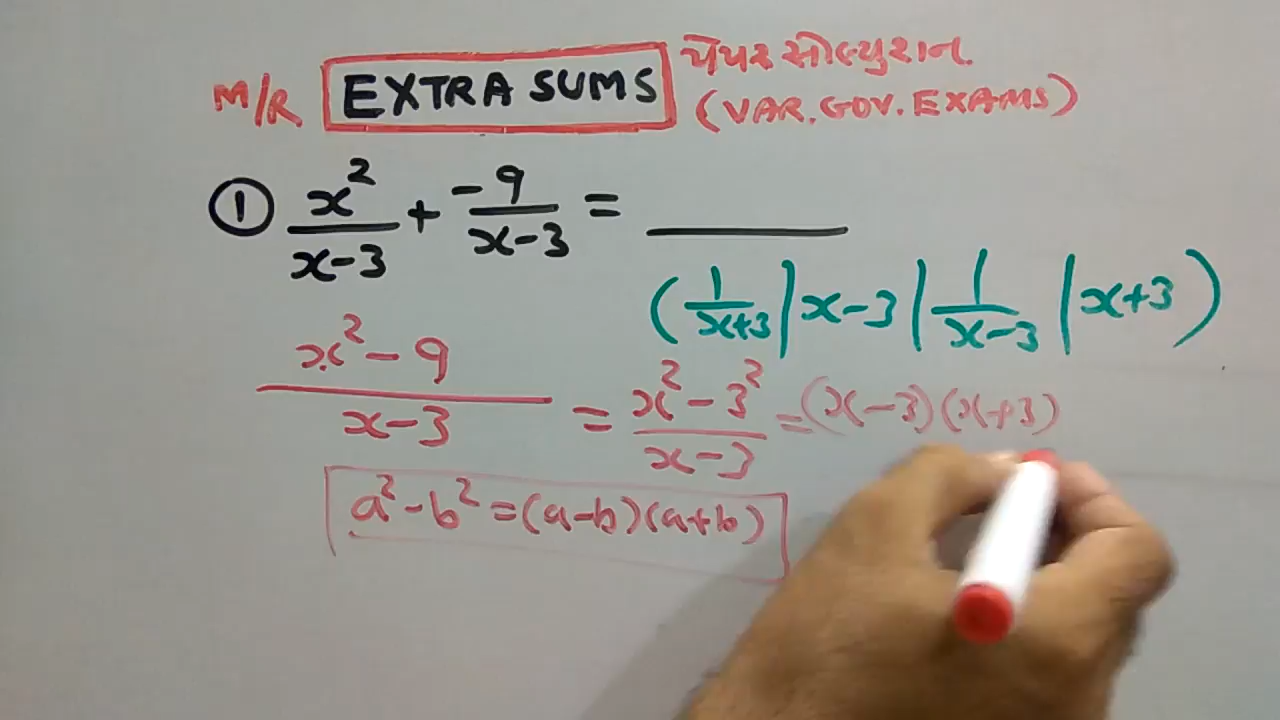 M/R EXTRA SUMS પેપર સોલ્યુશન
(VAR. GOV. EXAMS)
① x²/(x-3) + -9/(x-3) = ______
(1/(x+3) | x-3 | 1/(x-3) | x+3)
(x²-9)/(x-3) = (x²-3²)/(x-3) = (x-3)(x+3)
a²-b² = (a-b)(a+b)